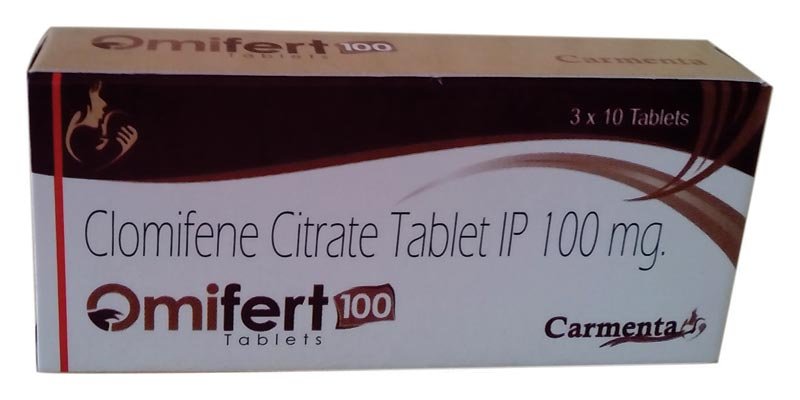 Omifert 100
Tablets
Carmenta
3 x 10 Tablets
Clomifene Citrate Tablet IP 100 mg.
Omifert 100
Tablets
Carmenta